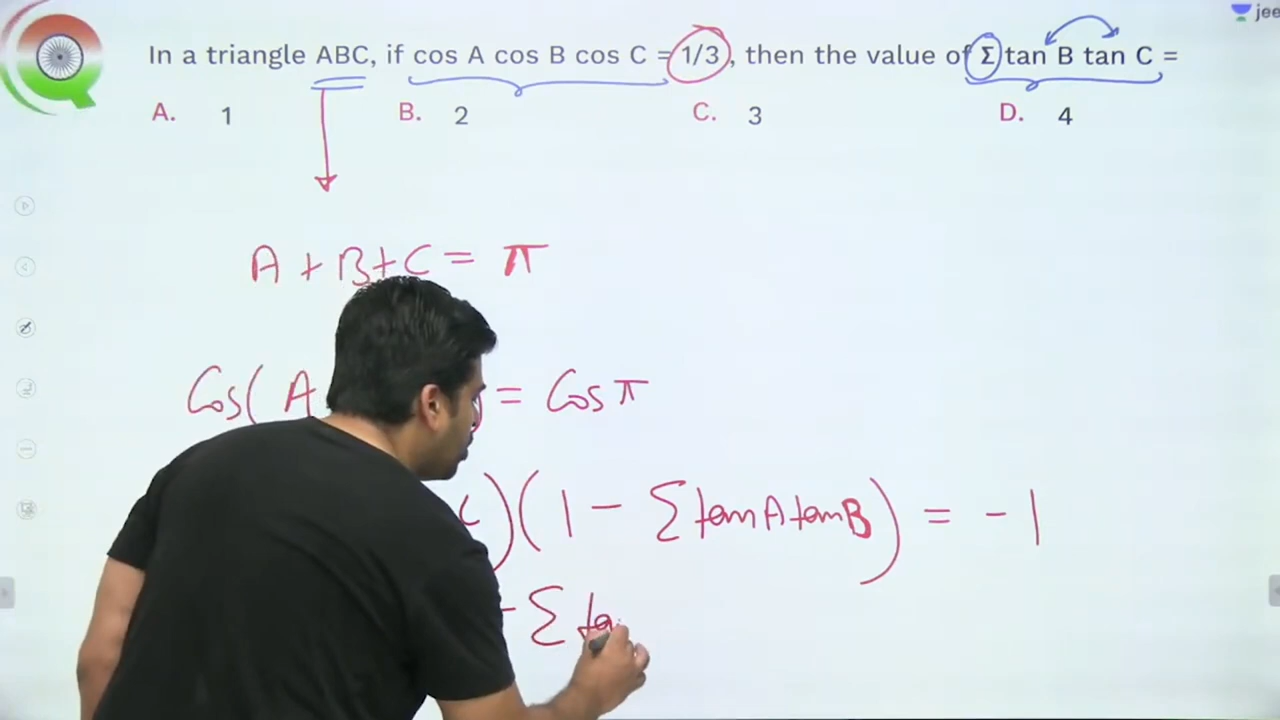 jee
In a triangle ABC, if cos A cos B cos C = 1/3, then the value of Σ tan B tan C =
A. 1 B. 2 C. 3 D. 4
A + B + C = π
Cos( A = Cos π
C)(1 - Σ tan A tan B) = - 1
- Σ ta